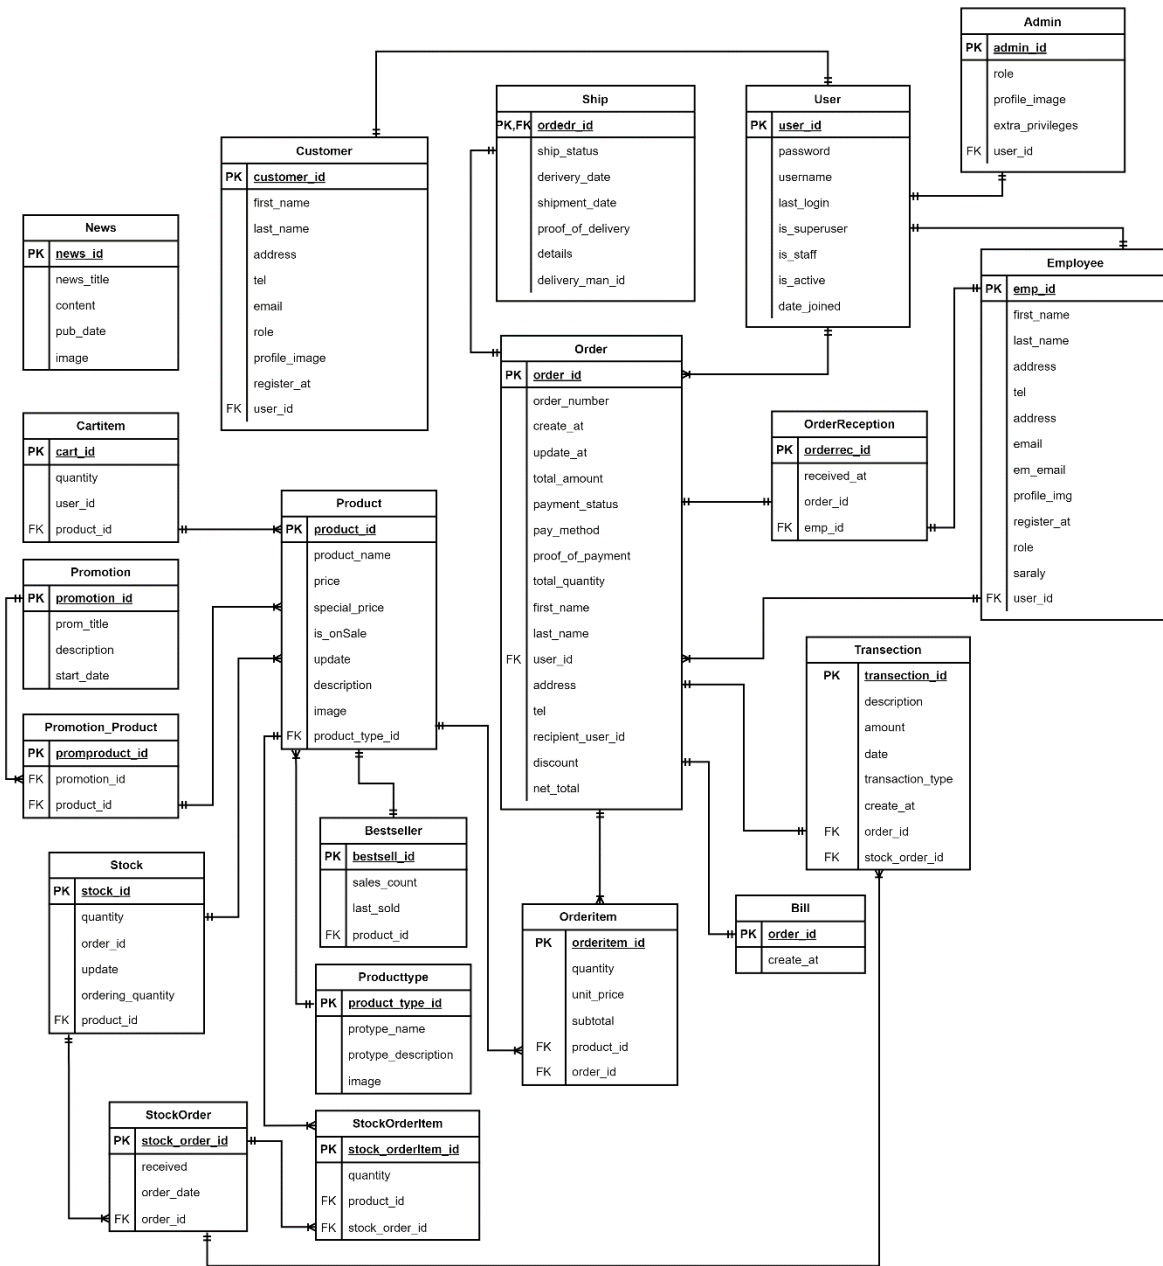 Admin
PK admin_id
role
profile_image
extra_privileges
FK user_id
Ship
PK,FK ordedr_id
ship_status
derivery_date
shipment_date
proof_of_delivery
details
delivery_man_id
User
PK user_id
password
username
last_login
is_superuser
is_staff
is_active
date_joined
Customer
PK customer_id
first_name
last_name
address
tel
email
role
profile_image
register_at
FK user_id
News
PK news_id
news_title
content
pub_date
image
Employee
PK emp_id
first_name
last_name
address
tel
address
email
em_email
profile_img
register_at
role
saraly
FK user_id
Order
PK order_id
order_number
create_at
update_at
total_amount
payment_status
pay_method
proof_of_payment
total_quantity
first_name
last_name
FK user_id
address
tel
recipient_user_id
discount
net_total
OrderReception
PK orderrec_id
received_at
order_id
FK emp_id
Cartitem
PK cart_id
quantity
user_id
FK product_id
Product
PK product_id
product_name
price
special_price
is_onSale
update
description
image
FK product_type_id
Promotion
PK promotion_id
prom_title
description
start_date
Transection
PK transection_id
description
amount
date
transaction_type
create_at
FK order_id
FK stock_order_id
Promotion_Product
PK promproduct_id
FK promotion_id
FK product_id
Bestseller
PK bestsell_id
sales_count
last_sold
FK product_id
Stock
PK stock_id
quantity
order_id
update
ordering_quantity
FK product_id
Orderitem
PK orderitem_id
quantity
unit_price
subtotal
FK product_id
FK order_id
Bill
PK order_id
create_at
Producttype
PK product_type_id
protype_name
protype_description
image
StockOrder
PK stock_order_id
received
order_date
FK order_id
StockOrderItem
PK stock_orderItem_id
quantity
FK product_id
FK stock_order_id